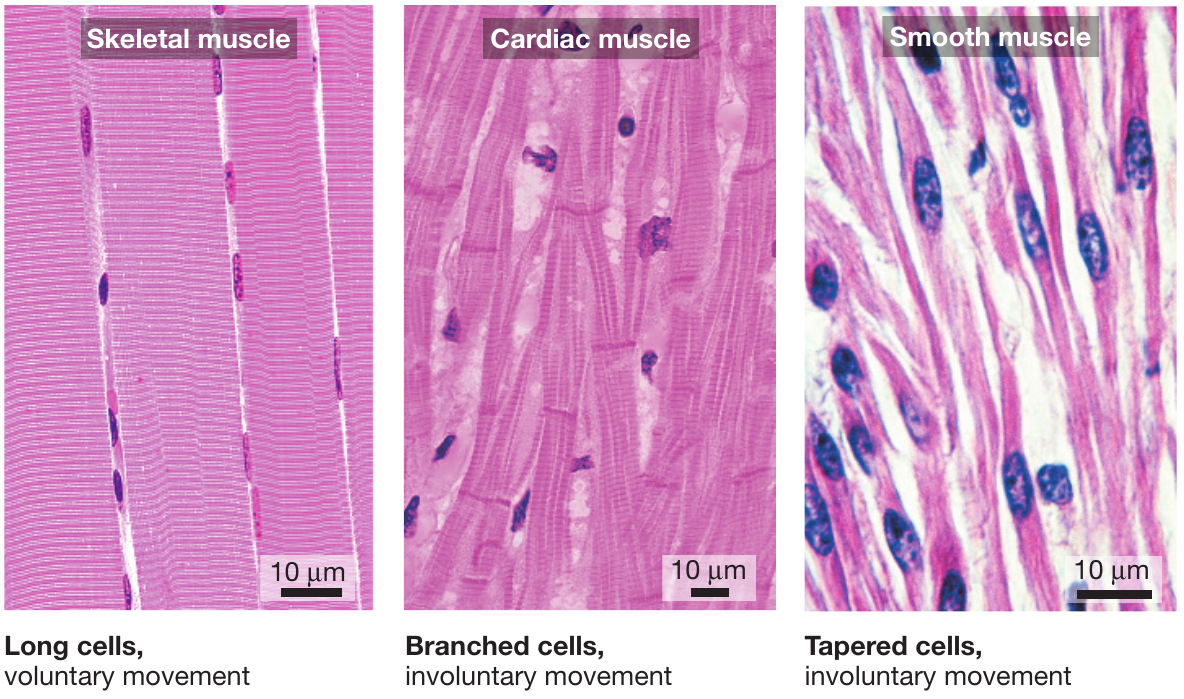 Skeletal muscle
10 μm
Long cells,
voluntary movement
Cardiac muscle
10 μm
Branched cells,
involuntary movement
Smooth muscle
10 μm
Tapered cells,
involuntary movement